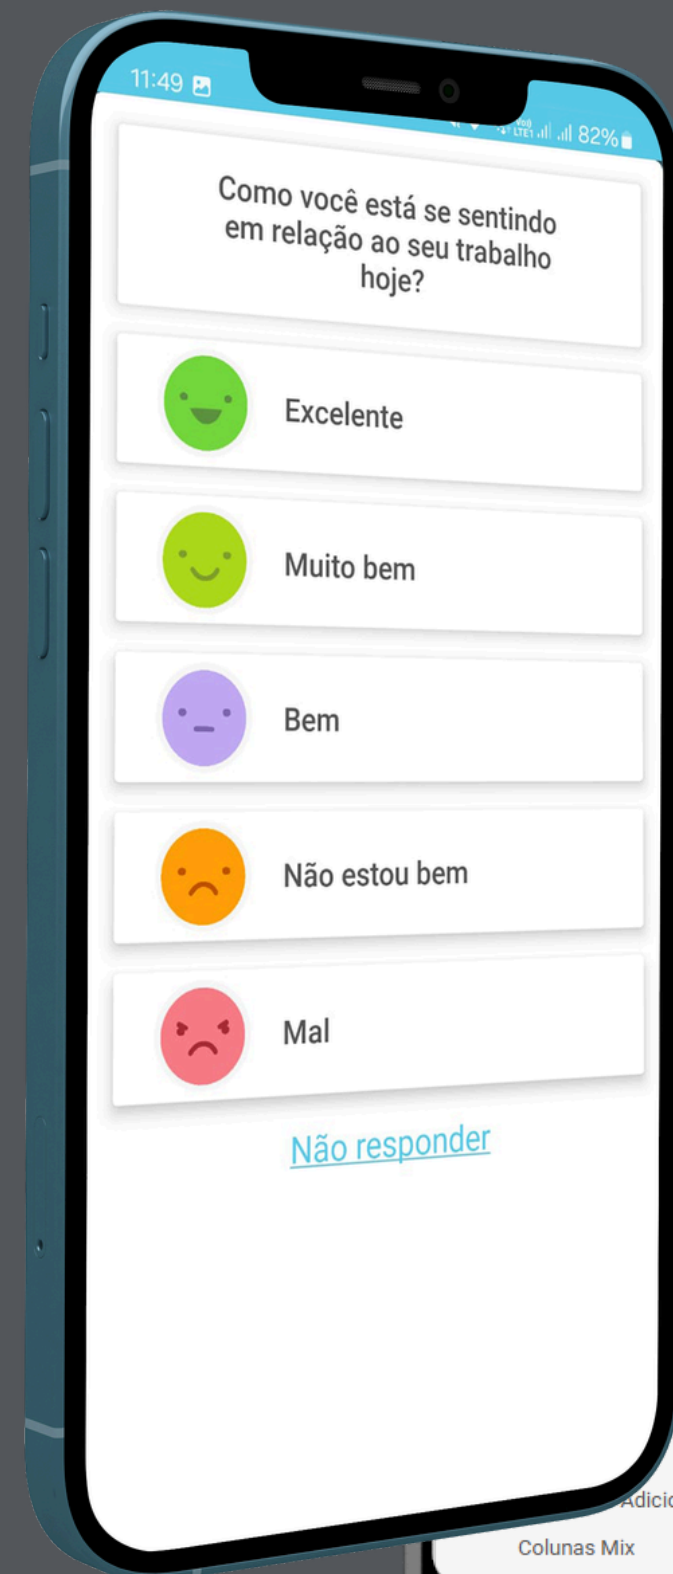 11:49
LTE1 82%
Como você está se sentindo
em relação ao seu trabalho
hoje?
Excelente
Muito bem
Bem
Não estou bem
Mal
Não responder
Colunas Mix